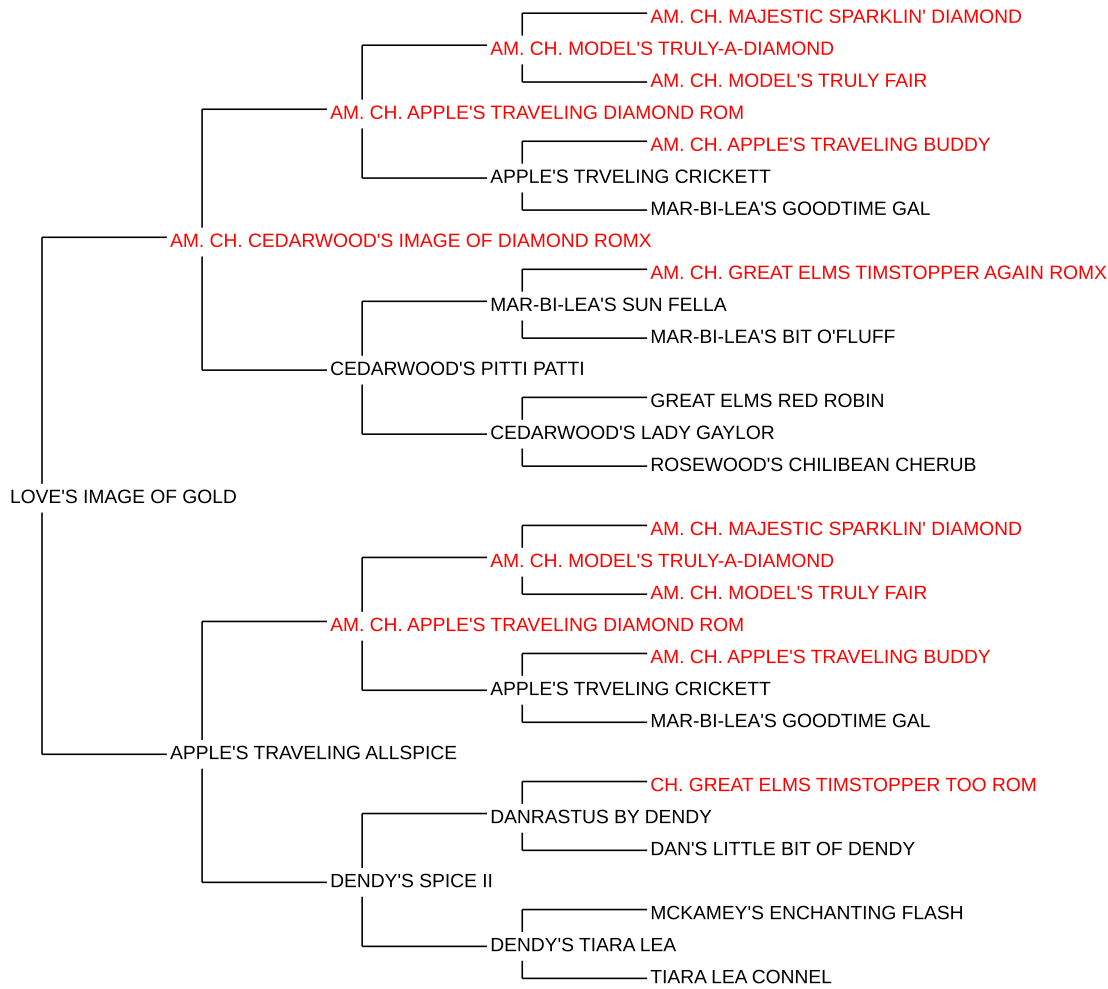 AM. CH. MAJESTIC SPARKLIN' DIAMOND
AM. CH. MODEL'S TRULY-A-DIAMOND
AM. CH. MODEL'S TRULY FAIR
AM. CH. APPLE'S TRAVELING DIAMOND ROM
AM. CH. APPLE'S TRAVELING BUDDY
APPLE'S TRVELING CRICKETT
MAR-BI-LEA'S GOODTIME GAL
AM. CH. CEDARWOOD'S IMAGE OF DIAMOND ROMX
AM. CH. GREAT ELMS TIMSTOPPER AGAIN ROMX
MAR-BI-LEA'S SUN FELLA
MAR-BI-LEA'S BIT O'FLUFF
CEDARWOOD'S PITTI PATTI
GREAT ELMS RED ROBIN
CEDARWOOD'S LADY GAYLOR
ROSEWOOD'S CHILIBEAN CHERUB
LOVE'S IMAGE OF GOLD
AM. CH. MAJESTIC SPARKLIN' DIAMOND
AM. CH. MODEL'S TRULY-A-DIAMOND
AM. CH. MODEL'S TRULY FAIR
AM. CH. APPLE'S TRAVELING DIAMOND ROM
AM. CH. APPLE'S TRAVELING BUDDY
APPLE'S TRVELING CRICKETT
MAR-BI-LEA'S GOODTIME GAL
APPLE'S TRAVELING ALLSPICE
CH. GREAT ELMS TIMSTOPPER TOO ROM
DANRASTUS BY DENDY
DAN'S LITTLE BIT OF DENDY
DENDY'S SPICE II
MCKAMEY'S ENCHANTING FLASH
DENDY'S TIARA LEA
TIARA LEA CONNEL